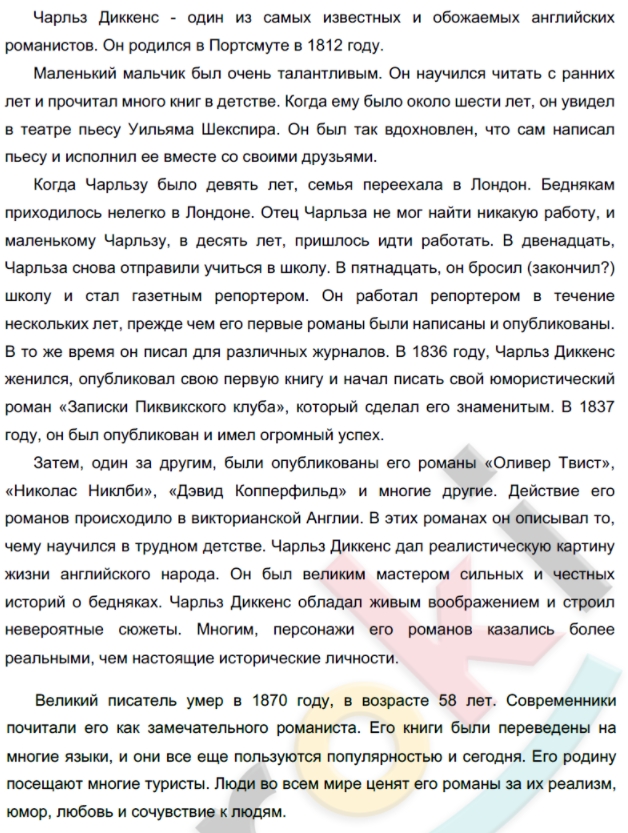 Чарльз Диккенс - один из самых известных и обожаемых английских
романистов. Он родился в Портсмуте в 1812 году.
Маленький мальчик был очень талантливым. Он научился читать с ранних
лет и прочитал много книг в детстве. Когда ему было около шести лет, он увидел
в театре пьесу Уильяма Шекспира. Он был так вдохновлен, что сам написал
пьесу и исполнил ее вместе со своими друзьями.
Когда Чарльзу было девять лет, семья переехала в Лондон. Беднякам
приходилось нелегко в Лондоне. Отец Чарльза не мог найти никакую работу, и
маленькому Чарльзу, в десять лет, пришлось идти работать. В двенадцать,
Чарльза снова отправили учиться в школу. В пятнадцать, он бросил (закончил?)
школу и стал газетным репортером. Он работал репортером в течение
нескольких лет, прежде чем его первые романы были написаны и опубликованы.
В то же время он писал для различных журналов. В 1836 году, Чарльз Диккенс
женился, опубликовал свою первую книгу и начал писать свой юмористический
роман «Записки Пиквикского клуба», который сделал его знаменитым. В 1837
году, он был опубликован и имел огромный успех.
Затем, один за другим, были опубликованы его романы «Оливер Твист»,
«Николас Никлби», «Дэвид Копперфильд» и многие другие. Действие его
романов происходило в викторианской Англии. В этих романах он описывал то,
чему научился в трудном детстве. Чарльз Диккенс дал реалистическую картину
жизни английского народа. Он был великим мастером сильных и честных
историй о бедняках. Чарльз Диккенс обладал живым воображением и строил
невероятные сюжеты. Многим, персонажи его романов казались более
реальными, чем настоящие исторические личности.
Великий писатель умер в 1870 году, в возрасте 58 лет. Современники
почитали его как замечательного романиста. Его книги были переведены на
многие языки, и они все еще пользуются популярностью и сегодня. Его родину
посещают многие туристы. Люди во всем мире ценят его романы за их реализм,
юмор, любовь и сочувствие к людям.